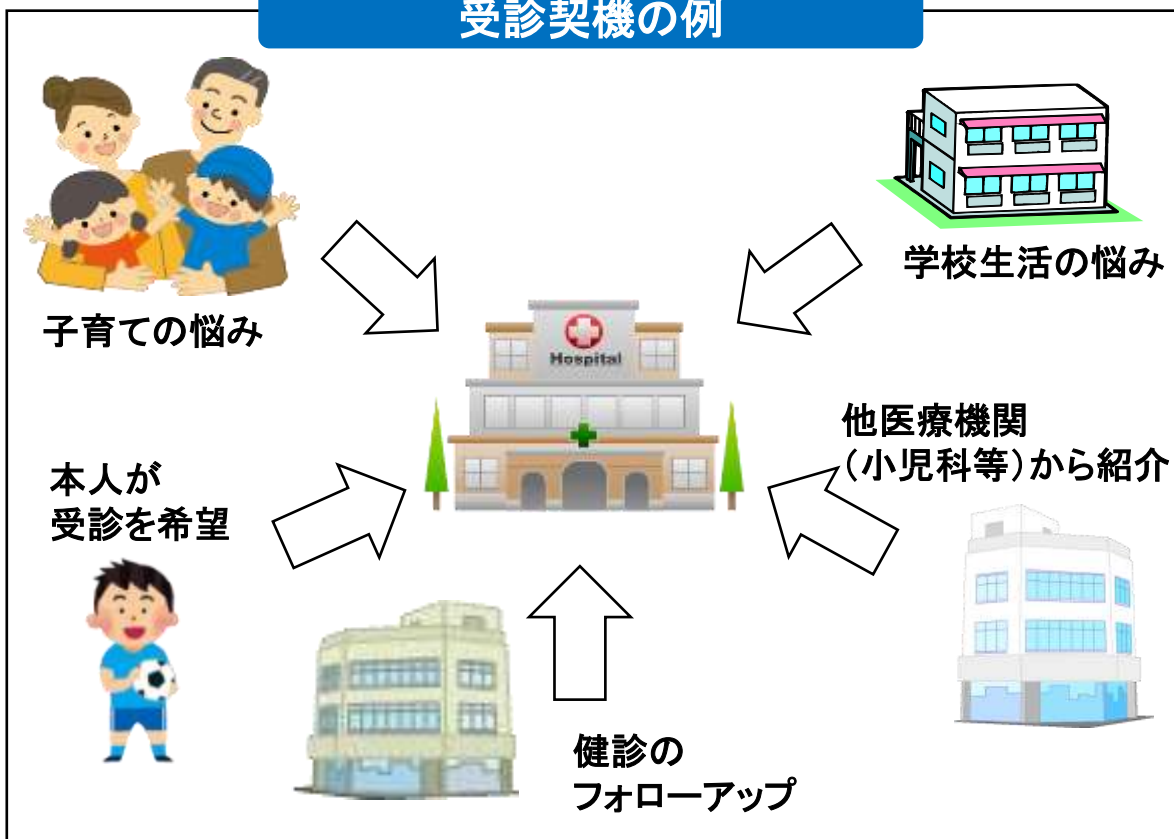 受診契機の例
子育ての悩み
学校生活の悩み
Hospital
本人が
受診を希望
他医療機関
（小児科等）から紹介
健診の
フォローアップ